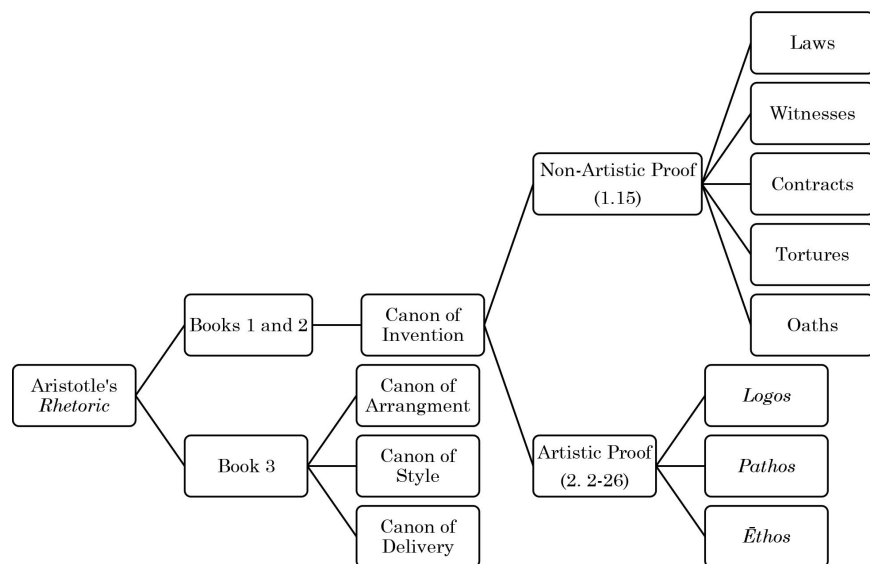 Laws
Witnesses
Non-Artistic Proof
(1.15)
Contracts
Tortures
Oaths
Books 1 and 2
Canon of
Invention
Aristotle's
Rhetoric
Canon of
Arrangment
Logos
Book 3
Canon of
Style
Artistic Proof
(2. 2-26)
Pathos
Canon of
Delivery
Ēthos